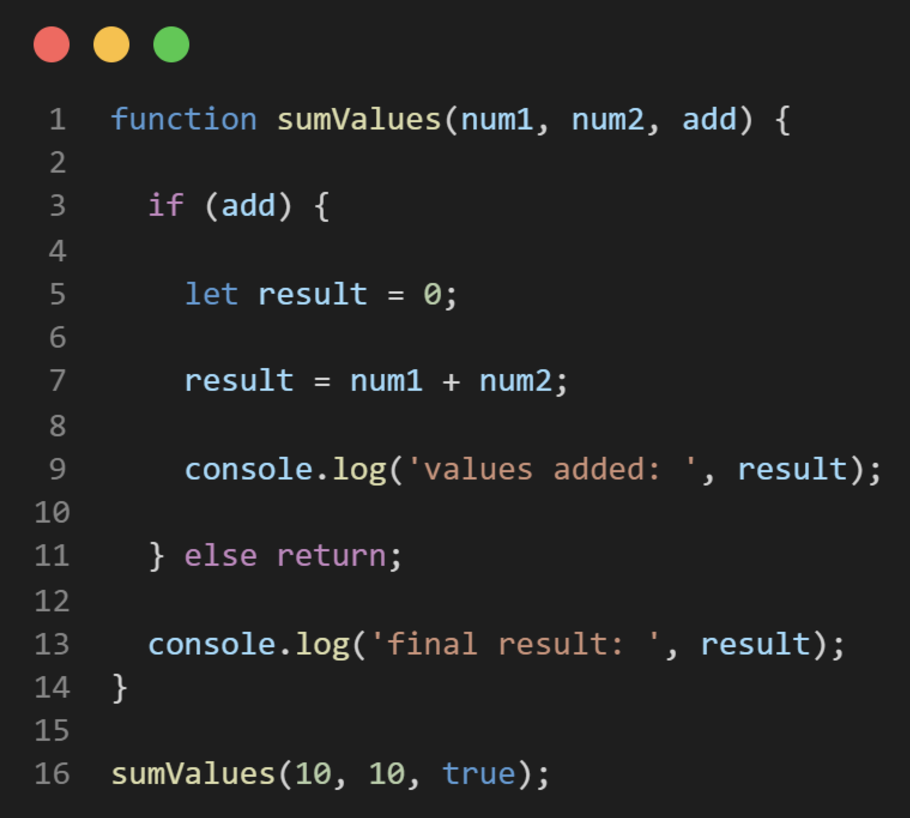 1 function sumValues(num1, num2, add) {
2
3 if (add) {
4
5 let result = 0;
6
7 result = num1 + num2;
8
9 console.log('values added: ', result);
10
11 } else return;
12
13 console.log('final result: ', result);
14 }
15
16 sumValues(10, 10, true);